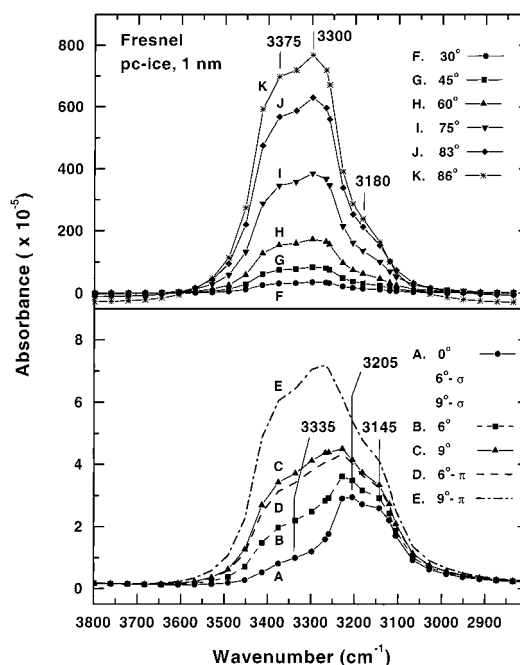 Fresnel
pc-ice, 1 nm
3375
3300
3180
K
J
I
H
G
F
F. 30°
G. 45°
H. 60°
I. 75°
J. 83°
K. 86°
800
600
400
200
0
Absorbance (x 10⁻⁵)
A. 0°
6°- σ
9°- σ
B. 6°
C. 9°
D. 6°- π
E. 9°- π
3205
3335
3145
E
C
D
B
A
6
4
2
0
3800 3700 3600 3500 3400 3300 3200 3100 3000 2900
Wavenumber (cm⁻¹)